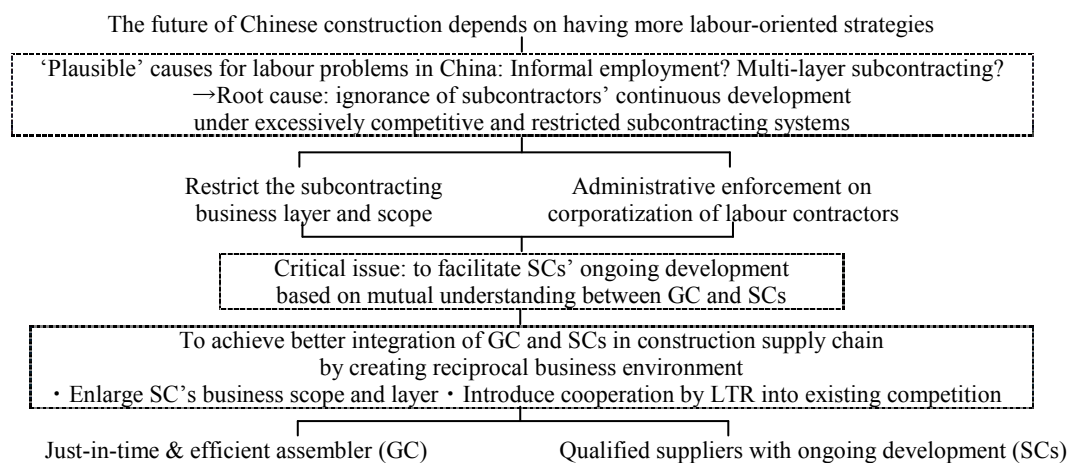 The future of Chinese construction depends on having more labour-oriented strategies
‘Plausible’ causes for labour problems in China: Informal employment? Multi-layer subcontracting?
→Root cause: ignorance of subcontractors’ continuous development
under excessively competitive and restricted subcontracting systems
Restrict the subcontracting
business layer and scope
Administrative enforcement on
corporatization of labour contractors
Critical issue: to facilitate SCs’ ongoing development
based on mutual understanding between GC and SCs
To achieve better integration of GC and SCs in construction supply chain
by creating reciprocal business environment
・Enlarge SC’s business scope and layer・Introduce cooperation by LTR into existing competition
Just-in-time & efficient assembler (GC)
Qualified suppliers with ongoing development (SCs)